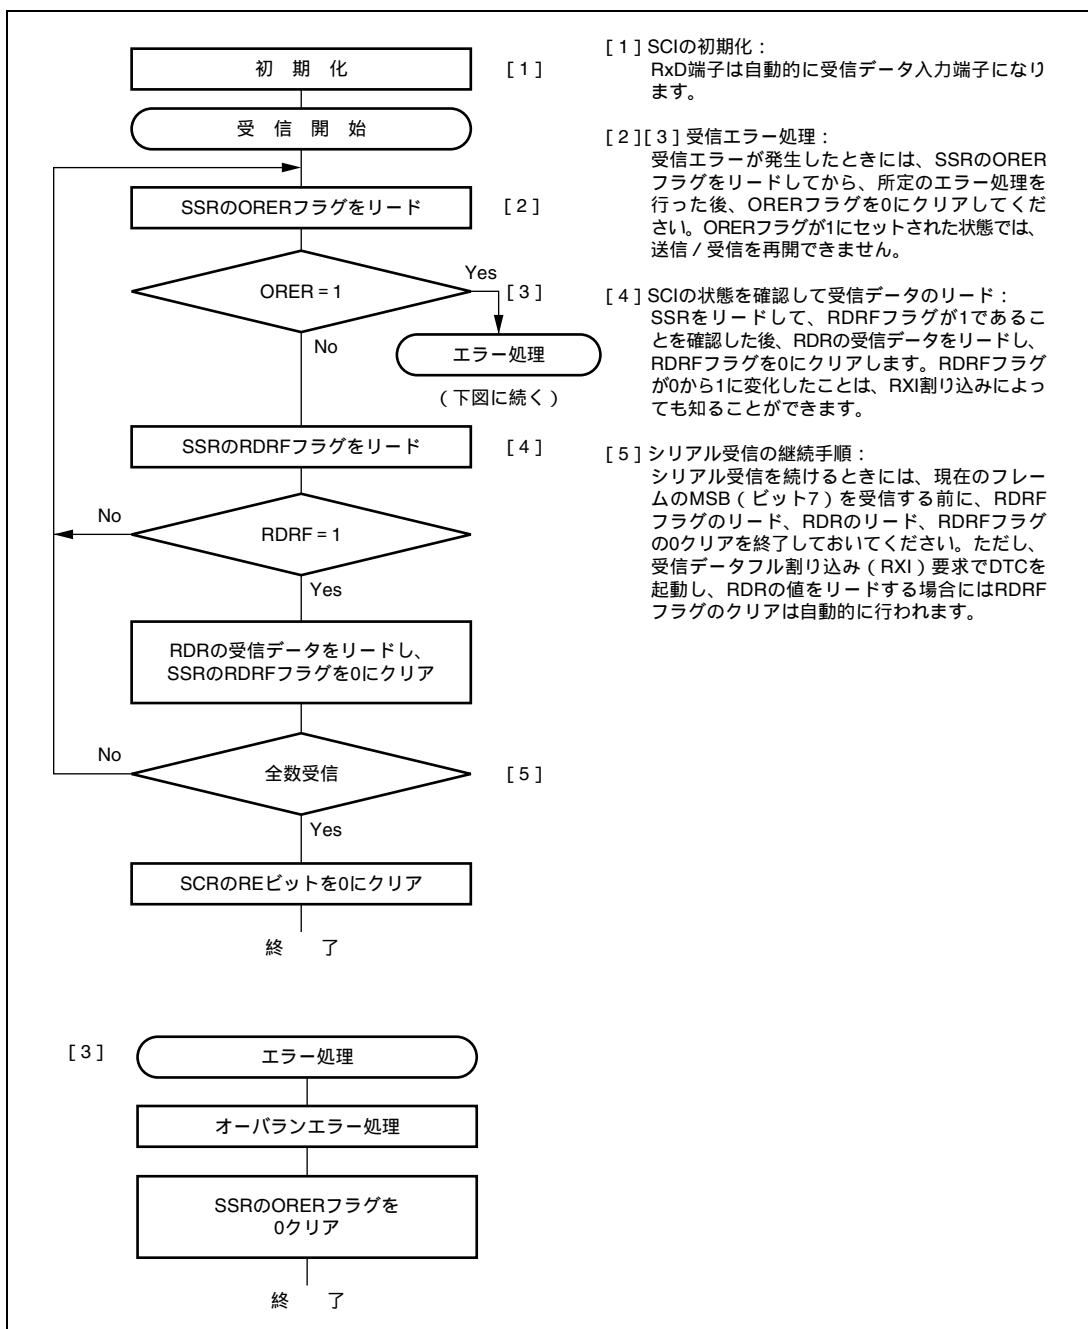 初 期 化 [ 1 ]
受 信 開 始
SSRのORERフラグをリード [ 2 ]
ORER = 1
Yes
[ 3 ]
No
エラー処理
（下図に続く）
SSRのRDRFフラグをリード [ 4 ]
No
RDRF = 1
Yes
RDRの受信データをリードし、
SSRのRDRFフラグを0にクリア
No
全数受信 [ 5 ]
Yes
SCRのREビットを0にクリア
終 了
[ 3 ] エラー処理
オーバランエラー処理
SSRのORERフラグを
0クリア
終 了
[ 1 ] SCIの初期化：
RxD端子は自動的に受信データ入力端子になり
ます。
[ 2 ][ 3 ] 受信エラー処理：
受信エラーが発生したときには、SSRのORER
フラグをリードしてから、所定のエラー処理を
行った後、ORERフラグを0にクリアしてくだ
さい。ORERフラグが1にセットされた状態では、
送信 / 受信を再開できません。
[ 4 ] SCIの状態を確認して受信データのリード：
SSRをリードして、RDRFフラグが1であるこ
とを確認した後、RDRの受信データをリードし、
RDRFフラグを0にクリアします。RDRFフラグ
が0から1に変化したことは、RXI割り込みによっ
ても知ることができます。
[ 5 ] シリアル受信の継続手順：
シリアル受信を続けるときには、現在のフレー
ムのMSB（ビット7）を受信する前に、RDRF
フラグのリード、RDRのリード、RDRFフラグ
の0クリアを終了しておいてください。ただし、
受信データフル割り込み（RXI）要求でDTCを
起動し、RDRの値をリードする場合にはRDRF
フラグのクリアは自動的に行われます。